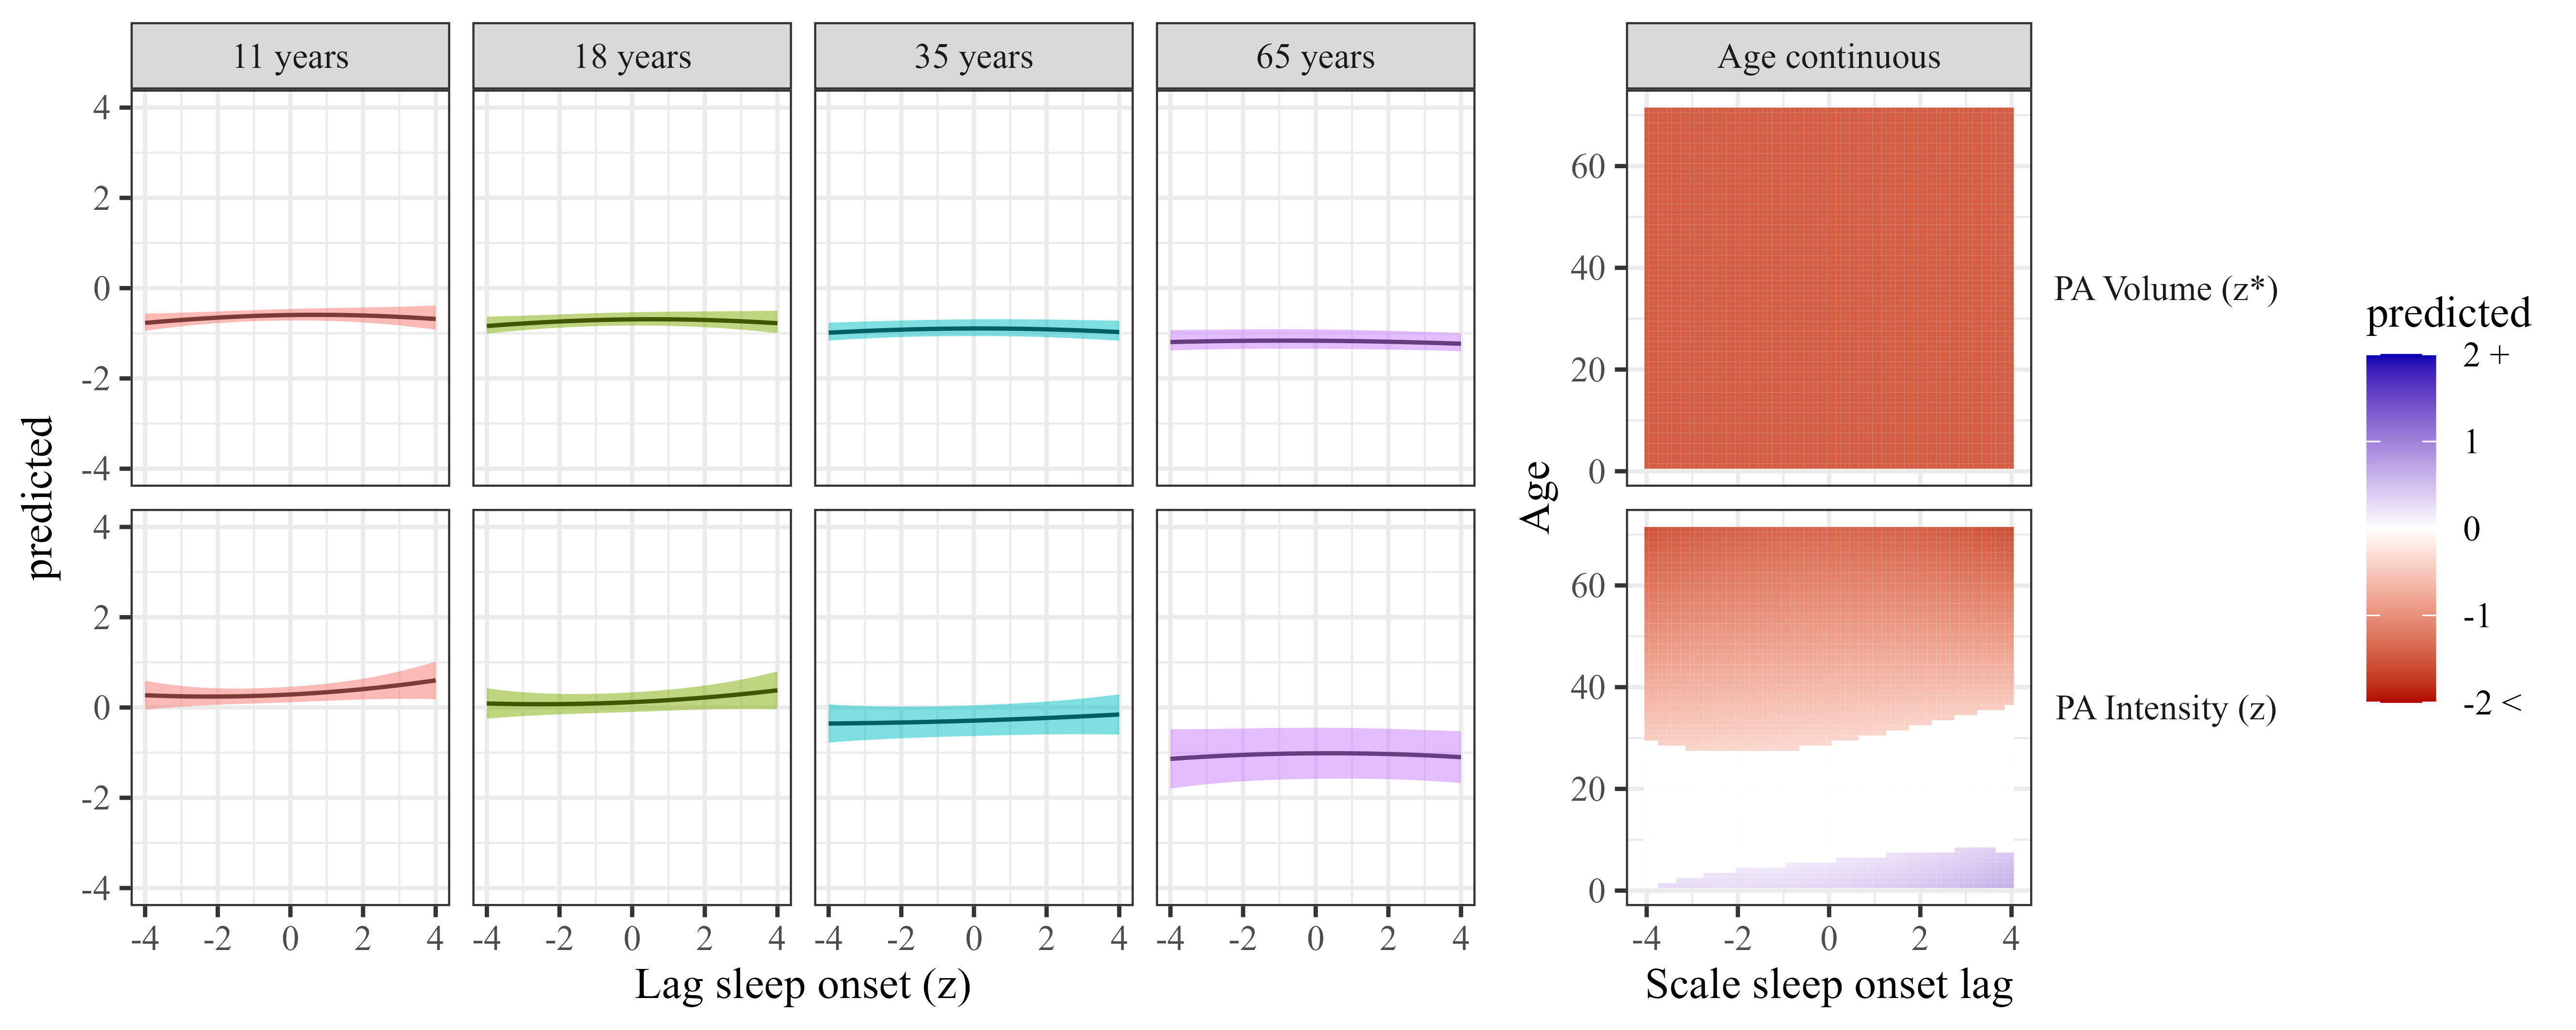 11 years
18 years
35 years
65 years
Age continuous
4
2
0
-2
-4
4
2
0
-2
-4
predicted
-4 -2 0 2 4
-4 -2 0 2 4
-4 -2 0 2 4
-4 -2 0 2 4
Lag sleep onset (z)
60
40
20
0
60
40
20
0
Age
-4 -2 0 2 4
Scale sleep onset lag
PA Volume (z*)
PA Intensity (z)
predicted
2 +
1
0
-1
-2 <